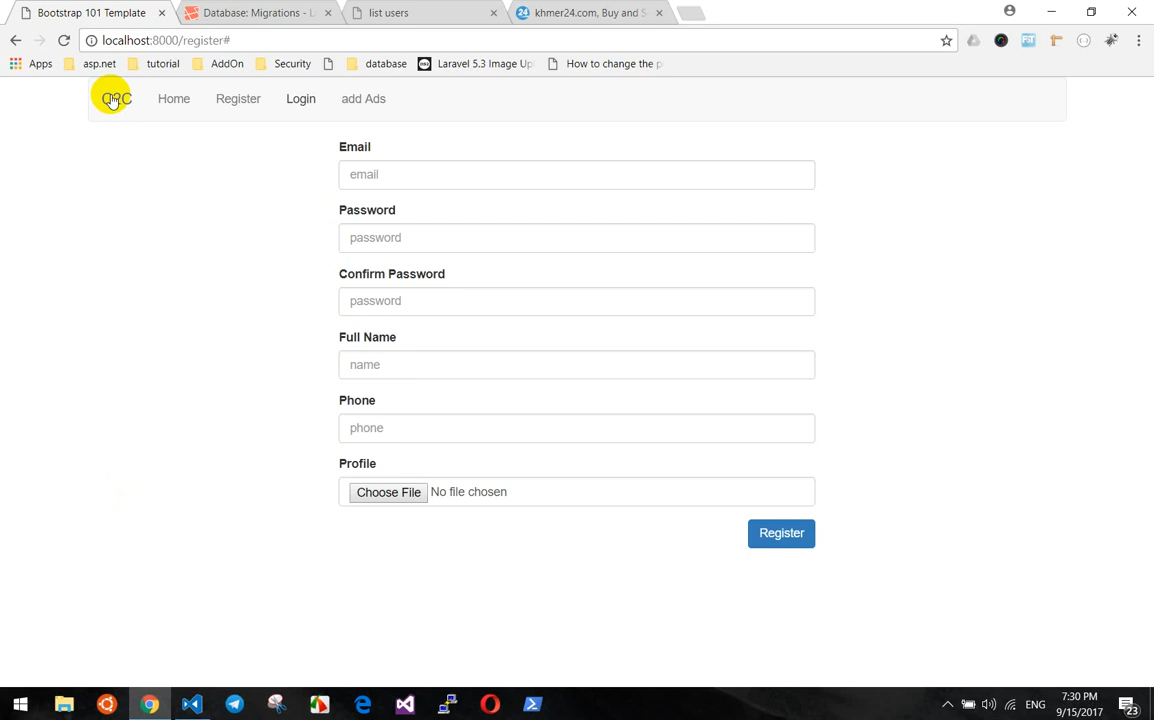 Bootstrap 101 Template
Database: Migrations - L
list users
24 khmer24.com, Buy and S
localhost:8000/register#
Apps asp.net tutorial AddOn Security database Laravel 5.3 Image Up How to change the p
Home Register Login add Ads
Email
email
Password
password
Confirm Password
password
Full Name
name
Phone
phone
Profile
Choose File No file chosen
Register
7:30 PM
ENG
9/15/2017
23